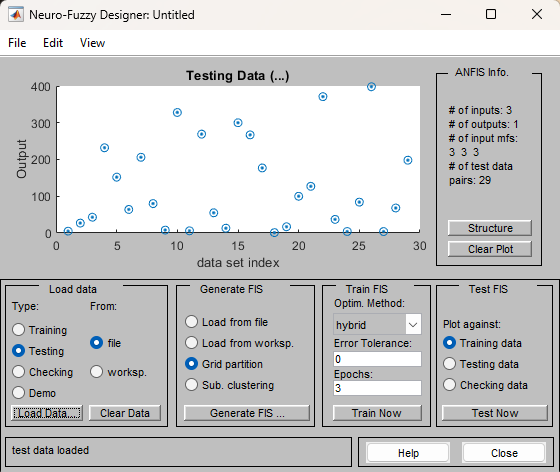 Neuro-Fuzzy Designer: Untitled
File Edit View
Testing Data (...)
400
300
200
100
0
Output
0 5 10 15 20 25 30
data set index
ANFIS Info.
# of inputs: 3
# of outputs: 1
# of input mfs:
3 3 3
# of test data
pairs: 29
Structure
Clear Plot
Load data
Type: From:
Training
Testing
Checking
Demo
file
worksp.
Load Data...
Clear Data
Generate FIS
Load from file
Load from worksp.
Grid partition
Sub. clustering
Generate FIS ...
Train FIS
Optim. Method:
hybrid
Error Tolerance:
0
Epochs:
3
Train Now
Test FIS
Plot against:
Training data
Testing data
Checking data
Test Now
test data loaded
Help
Close